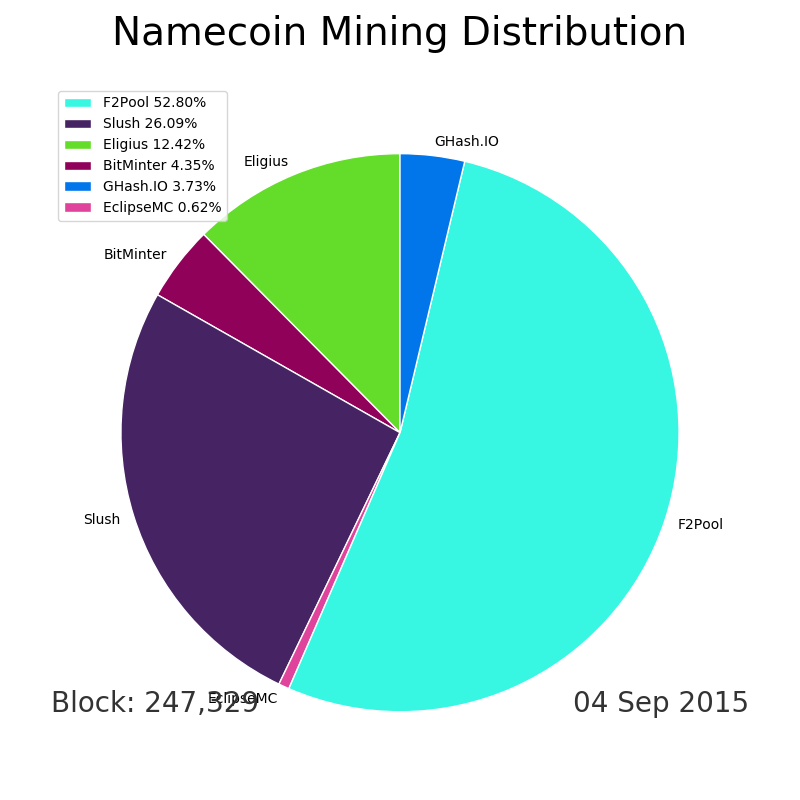 Namecoin Mining Distribution
F2Pool 52.80%
Slush 26.09%
Eligius 12.42%
BitMinter 4.35%
GHash.IO 3.73%
EclipseMC 0.62%
GHash.IO
Eligius
BitMinter
Slush
F2Pool
EclipseMC
Block: 247,329
04 Sep 2015